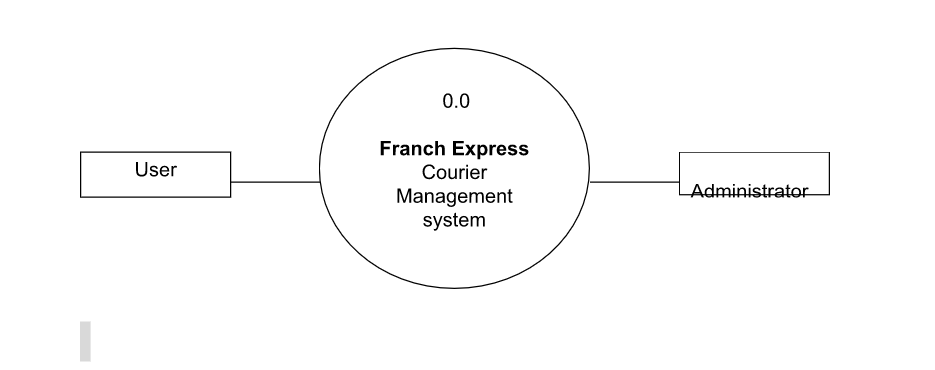 0.0
Franch Express
Courier
Management
system
User
Administrator